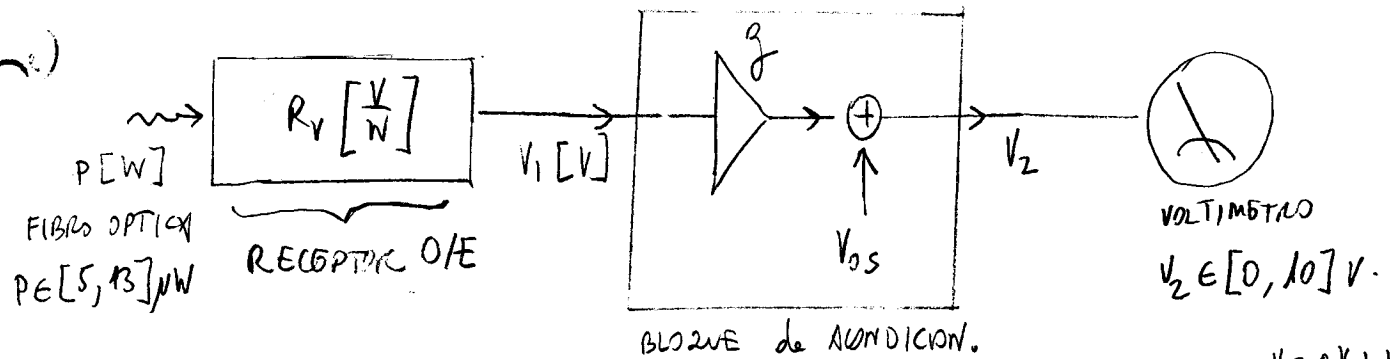 g
R_V [V/W]
P[W]
V_1 [V]
V_2
FIBRO OPTICA
RECEPTOR O/E
V_OS
VOLTIMETRO
P∈[5, 13]μW
V_2 ∈ [0, 10] V.
BLOQUE de ACONDICION.